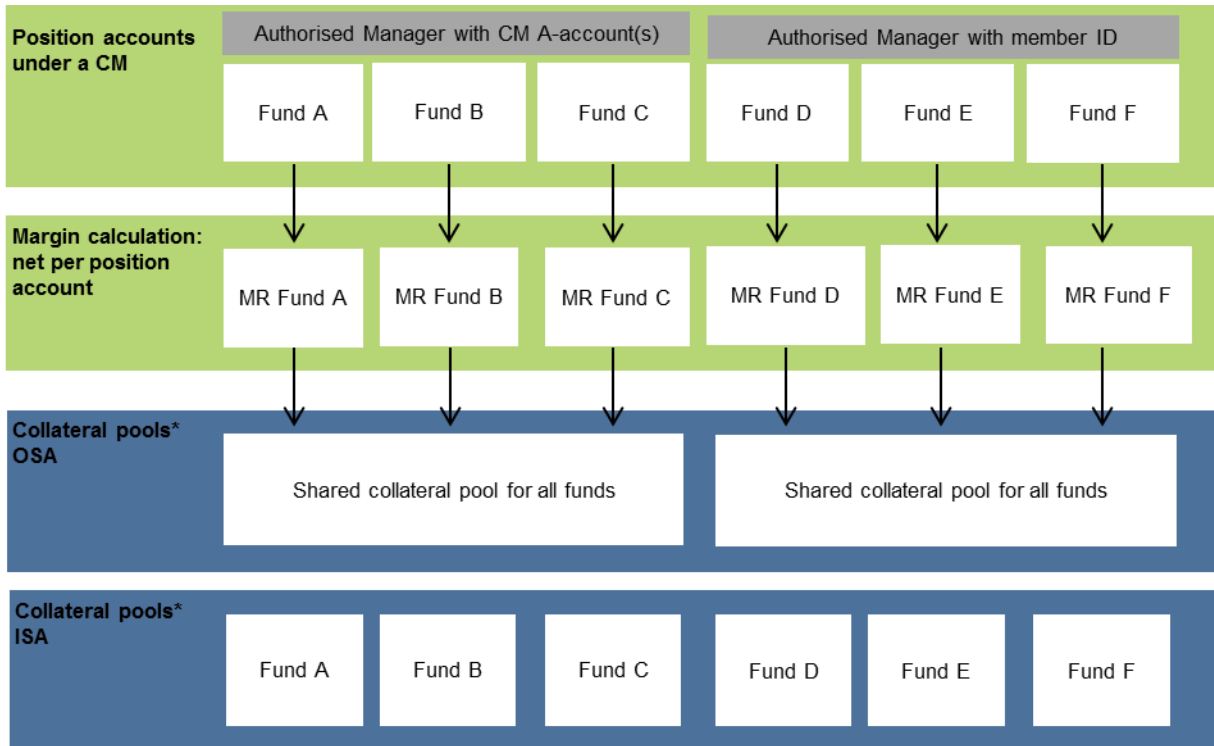 Position accounts
under a CM
Authorised Manager with CM A-account(s)
Authorised Manager with member ID
Fund A
Fund B
Fund C
Fund D
Fund E
Fund F
Margin calculation:
net per position
account
MR Fund A
MR Fund B
MR Fund C
MR Fund D
MR Fund E
MR Fund F
Collateral pools*
OSA
Shared collateral pool for all funds
Shared collateral pool for all funds
Collateral pools*
ISA
Fund A
Fund B
Fund C
Fund D
Fund E
Fund F